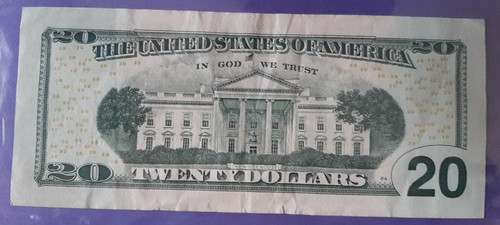 20 20
THE UNITED STATES OF AMERICA
IN GOD WE TRUST
20 TWENTY DOLLARS 20